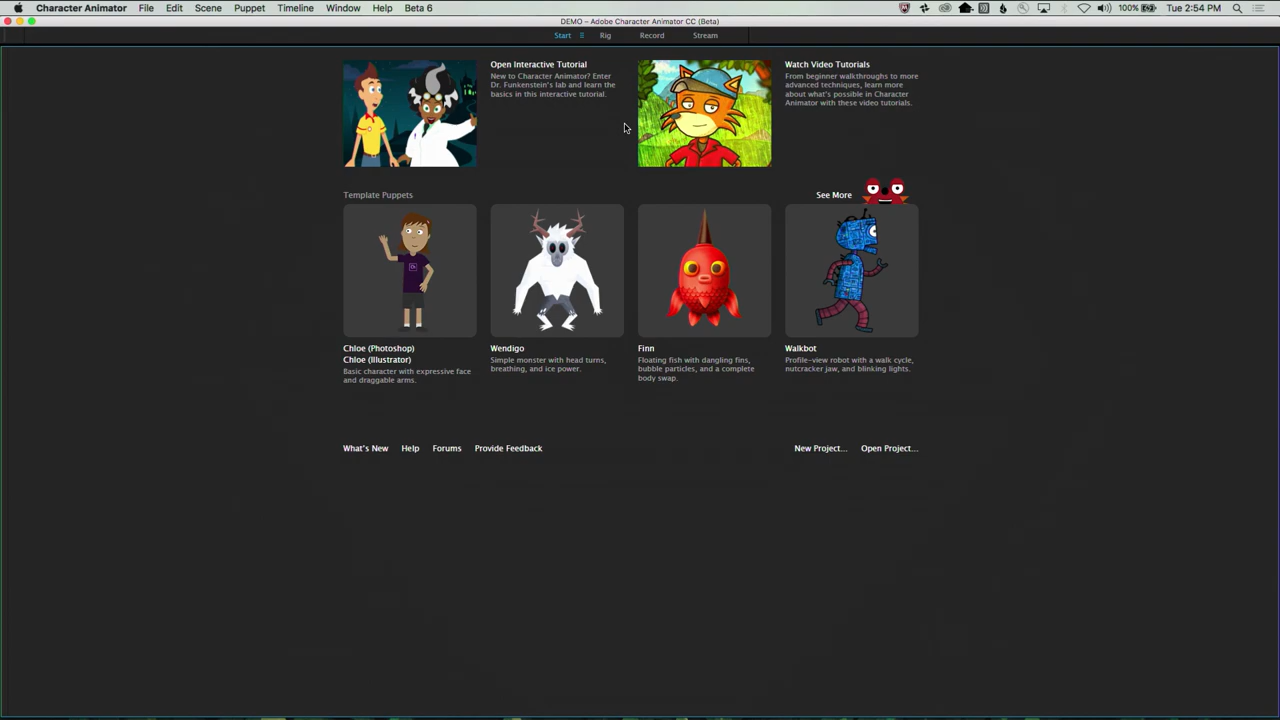 Character Animator File Edit Scene Puppet Timeline Window Help Beta 6 100% Tue 2:54 PM
DEMO – Adobe Character Animator CC (Beta)
Start Rig Record Stream
Open Interactive Tutorial
New to Character Animator? Enter
Dr. Funkenstein's lab and learn the
basics in this interactive tutorial.
Watch Video Tutorials
From beginner walkthroughs to more
advanced techniques, learn more
about what's possible in Character
Animator with these video tutorials.
Template Puppets
See More
Chloe (Photoshop)
Chloe (Illustrator)
Basic character with expressive face
and draggable arms.
Wendigo
Simple monster with head turns,
breathing, and ice power.
Finn
Floating fish with dangling fins,
bubble particles, and a complete
body swap.
Walkbot
Profile-view robot with a walk cycle,
nutcracker jaw, and blinking lights.
What's New Help Forums Provide Feedback
New Project... Open Project...